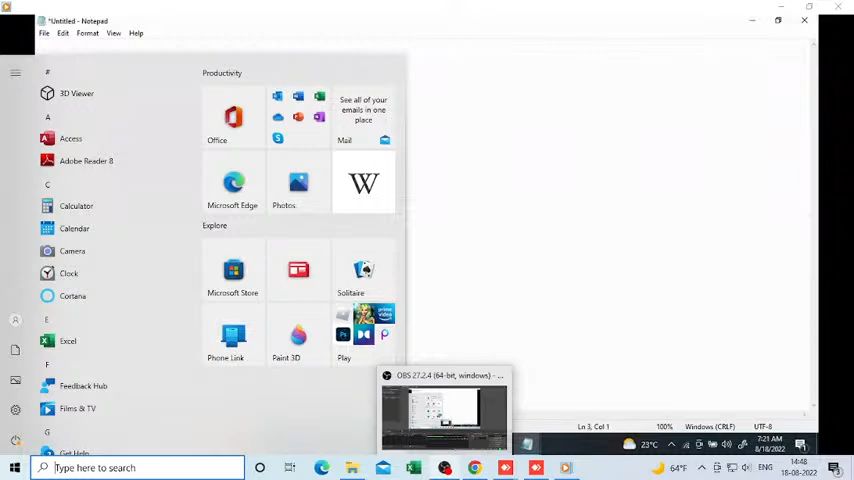 *Untitled - Notepad
File Edit Format View Help
#
3D Viewer
A
Access
Adobe Reader 8
C
Calculator
Calendar
Camera
Clock
Cortana
E
Excel
F
Feedback Hub
Films & TV
G
Get Help
Productivity
Office
See all of your emails in one place
Mail
Microsoft Edge
Photos
W
Explore
Microsoft Store
Solitaire
prime video
Phone Link
Paint 3D
Play
OBS 27.2.4 (64-bit, windows) - ...
Ln 3, Col 1 100% Windows (CRLF) UTF-8
23°C
7:21 AM
8/18/2022
Type here to search
64°F
ENG
14:48
18-08-2022